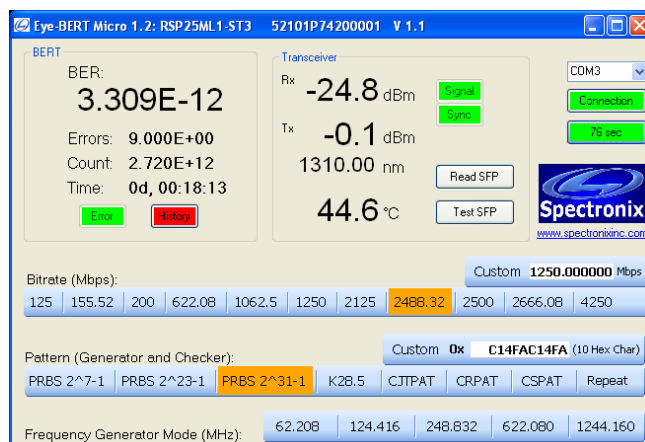 Eye-BERT Micro 1.2: RSP25ML1-ST3 52101P74200001 V 1.1
BERT
BER:
3.309E-12
Errors: 9.000E+00
Count: 2.720E+12
Time: 0d, 00:18:13
Error History
Transceiver
Rx -24.8 dBm
Signal
Sync
Tx -0.1 dBm
1310.00 nm
Read SFP
44.6 °C
Test SFP
COM3
Connection
76 sec
Spectronix
www.spectronixinc.com
Custom 1250.000000 Mbps
Bitrate (Mbps):
125 155.52 200 622.08 1062.5 1250 2125 2488.32 2500 2666.08 4250
Custom 0x C14FAC14FA (10 Hex Char)
Pattern (Generator and Checker):
PRBS 2^7-1 PRBS 2^23-1 PRBS 2^31-1 K28.5 CJTPAT CRPAT CSPAT Repeat
Frequency Generator Mode (MHz): 62.208 124.416 248.832 622.080 1244.160